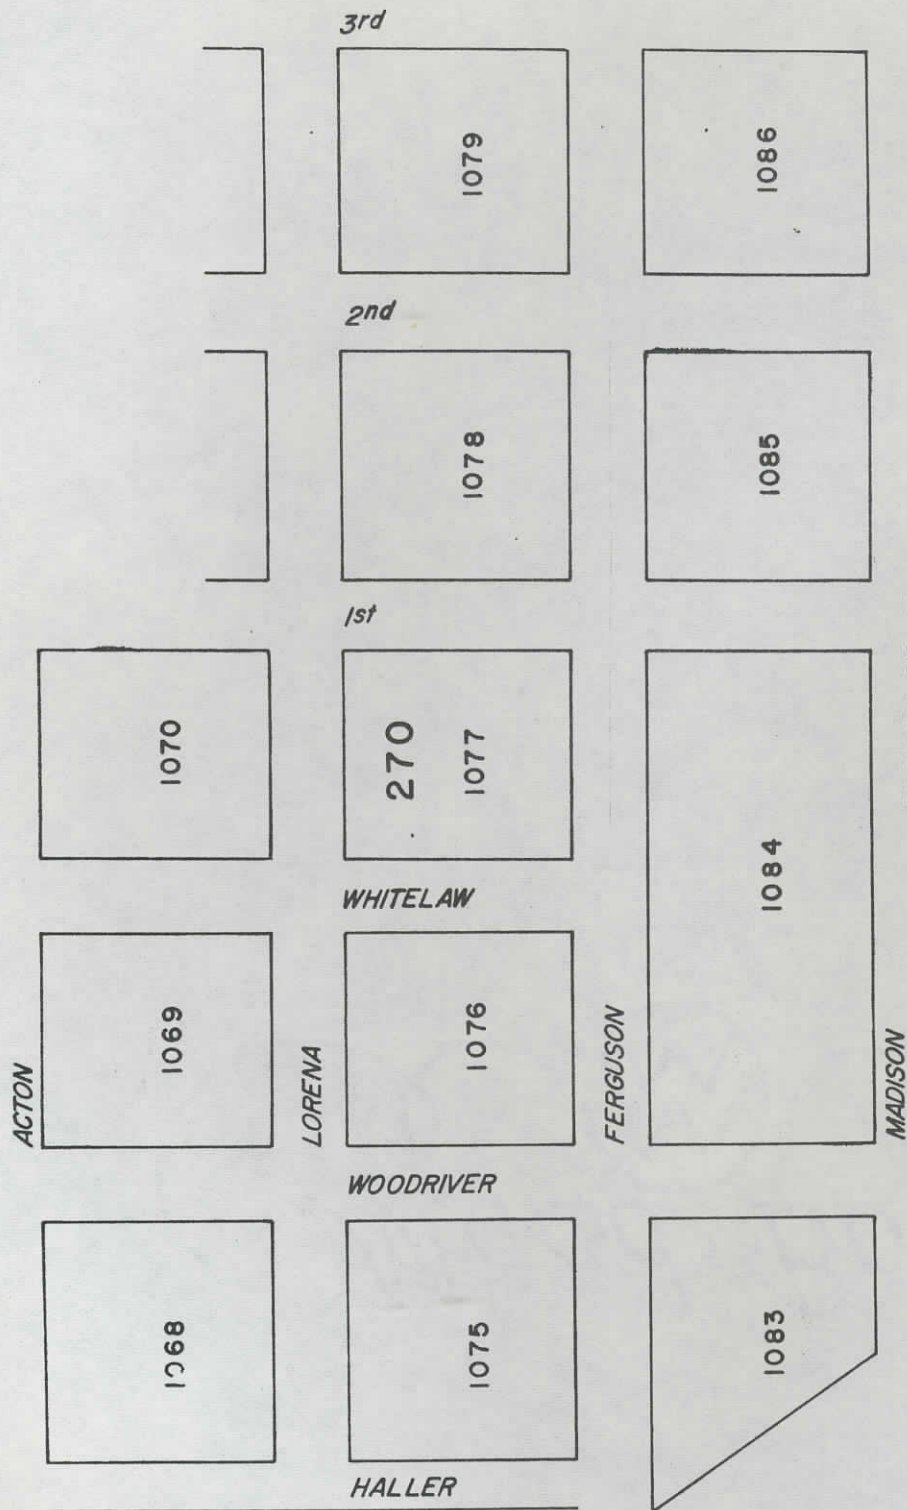 3rd
1079
1086
2nd
1078
1085
1st
1070
270
1077
1084
WHITELAW
1069
1076
ACTON
LORENA
FERGUSON
MADISON
WOODRIVER
1068
1075
1083
HALLER